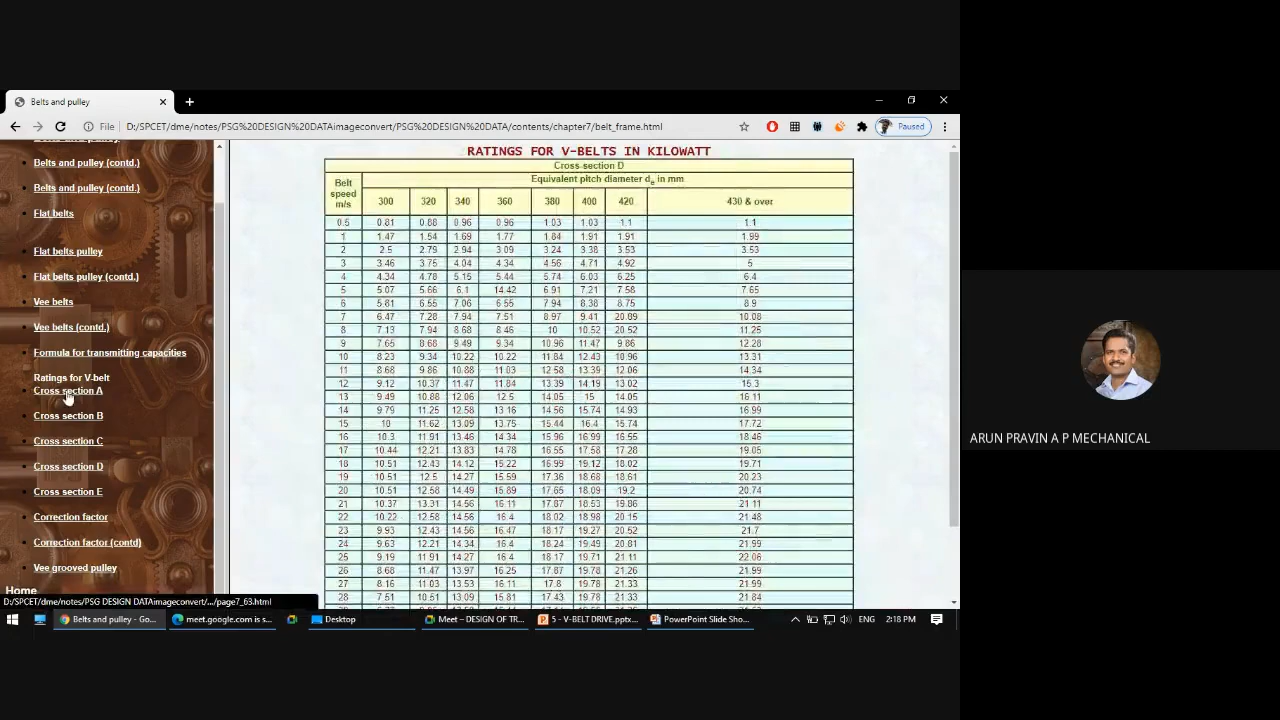 Belts and pulley
File D:/SPCET/dme/notes/PSG%20DESIGN%20DATAimageconvert/PSG%20DESIGN%20DATA/contents/chapter7/belt_frame.html Paused
Belts and pulley (contd.)
Belts and pulley (contd.)
Flat belts
Flat belts pulley
Flat belts pulley (contd.)
Vee belts
Vee belts (contd.)
Formula for transmitting capacities
Ratings for V-belt
Cross section A
Cross section B
Cross section C
Cross section D
Cross section E
Correction factor
Correction factor (contd)
Vee grooved pulley
Home
D:/SPCET/dme/notes/PSG DESIGN DATAimageconvert/.../page7_63.html
RATINGS FOR V-BELTS IN KILOWATT
Cross-section D
Belt speed m/s Equivalent pitch diameter de in mm
300 320 340 360 380 400 420 430 & over
0.5 0.81 0.88 0.96 0.96 1.03 1.03 1.1 1.1
1 1.47 1.54 1.69 1.77 1.84 1.91 1.91 1.99
2 2.5 2.79 2.94 3.09 3.24 3.38 3.53 3.53
3 3.46 3.75 4.04 4.34 4.56 4.71 4.92 5
4 4.34 4.78 5.15 5.44 5.74 6.03 6.25 6.4
5 5.07 5.66 6.1 14.42 6.91 7.21 7.58 7.65
6 5.81 6.55 7.06 6.55 7.94 8.38 8.75 8.9
7 6.47 7.28 7.94 7.51 8.97 9.41 20.89 10.08
8 7.13 7.94 8.68 8.46 10 10.52 20.52 11.25
9 7.65 8.68 9.49 9.34 10.96 11.47 9.86 12.28
10 8.23 9.34 10.22 10.22 11.84 12.43 10.96 13.31
11 8.68 9.86 10.88 11.03 12.58 13.39 12.06 14.34
12 9.12 10.37 11.47 11.84 13.39 14.19 13.02 15.3
13 9.49 10.88 12.06 12.5 14.05 15 14.05 16.11
14 9.79 11.25 12.58 13.16 14.56 15.74 14.93 16.99
15 10 11.62 13.09 13.75 15.44 16.4 15.74 17.72
16 10.3 11.91 13.46 14.34 15.96 16.99 16.55 18.46
17 10.44 12.21 13.83 14.78 16.55 17.58 17.28 19.05
18 10.51 12.43 14.12 15.22 16.99 19.12 18.02 19.71
19 10.51 12.5 14.27 15.59 17.36 18.68 18.61 20.23
20 10.51 12.58 14.49 15.89 17.65 18.09 19.2 20.74
21 10.37 13.31 14.56 16.11 17.87 18.53 19.86 21.11
22 10.22 12.58 14.56 16.4 18.02 18.98 20.15 21.48
23 9.93 12.43 14.56 16.47 18.17 19.27 20.52 21.7
24 9.63 12.21 14.34 16.4 18.24 19.49 20.81 21.99
25 9.19 11.91 14.27 16.4 18.17 19.71 21.11 22.06
26 8.68 11.47 13.97 16.25 17.87 19.78 21.26 21.99
27 8.16 11.03 13.53 16.11 17.8 19.78 21.33 21.99
28 7.51 10.51 13.09 15.81 17.43 19.78 21.33 21.84
Belts and pulley - Go... meet.google.com is s... Desktop Meet – DESIGN OF TR... 5 - V-BELT DRIVE.pptx... PowerPoint Slide Sho... ENG 2:18 PM
ARUN PRAVIN A P MECHANICAL